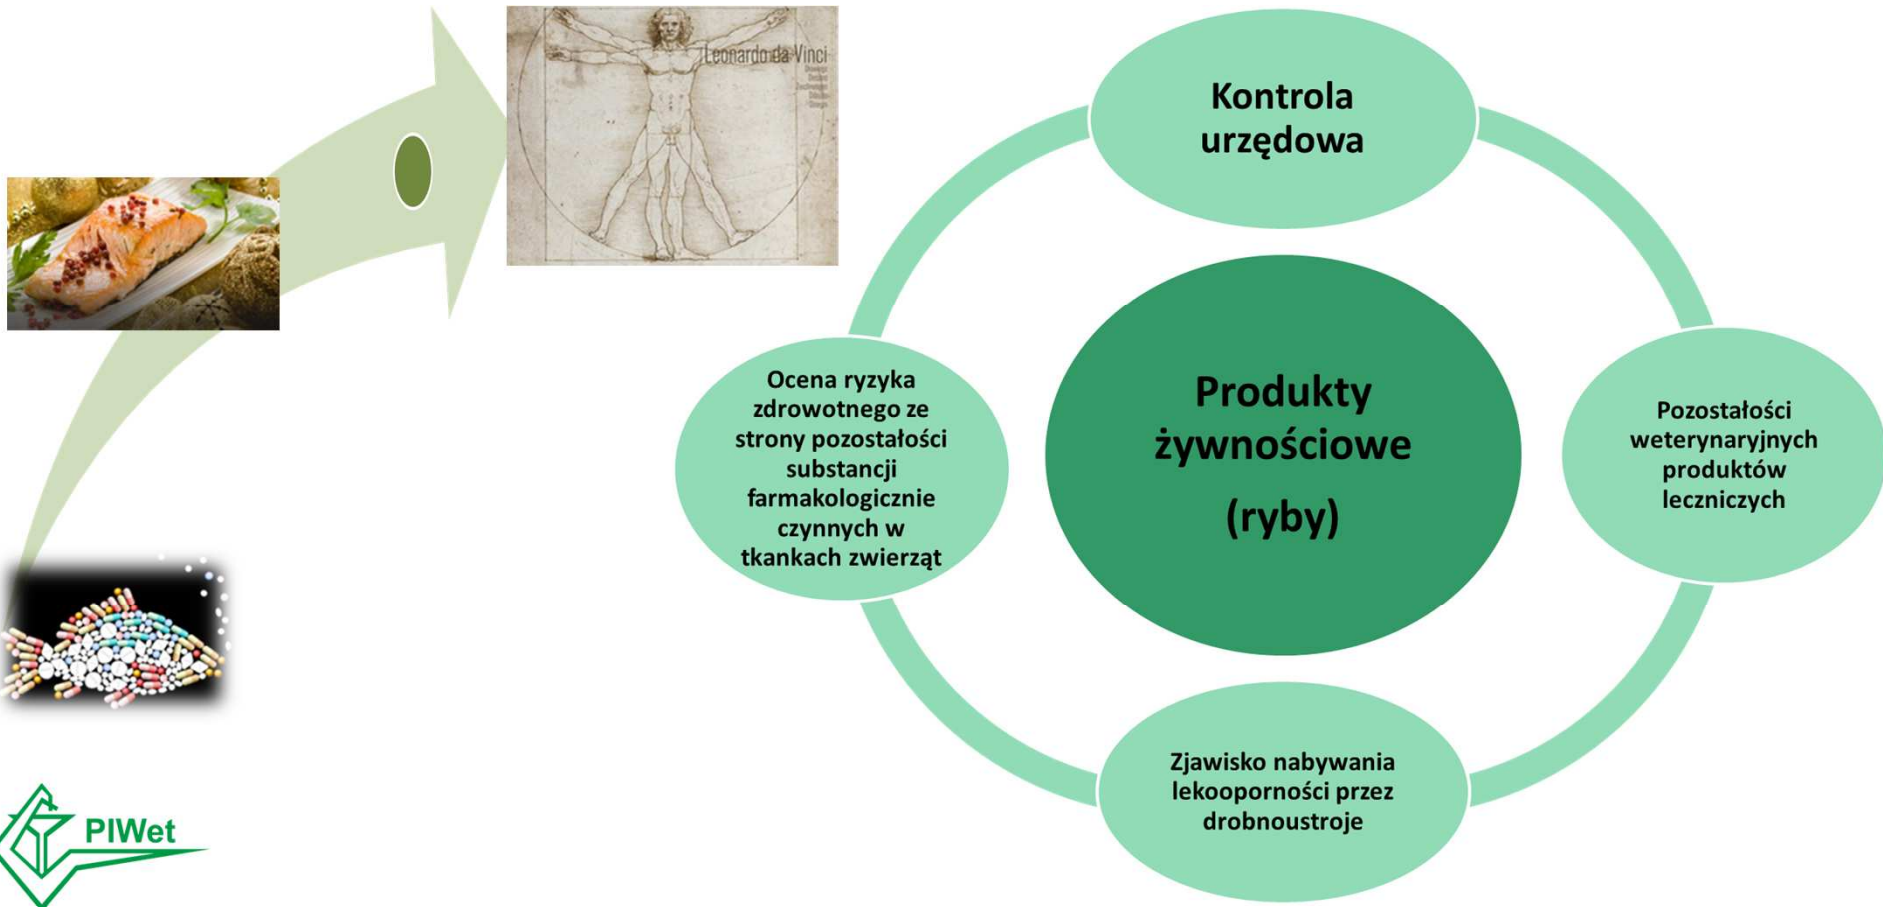 Leonardo da Vinci
Kontrola
urzędowa
Produkty
żywnościowe
(ryby)
Ocena ryzyka
zdrowotnego ze
strony pozostałości
substancji
farmakologicznie
czynnych w
tkankach zwierząt
Pozostałości
weterynaryjnych
produktów
leczniczych
Zjawisko nabywania
lekooporności przez
drobnoustroje
PIWet